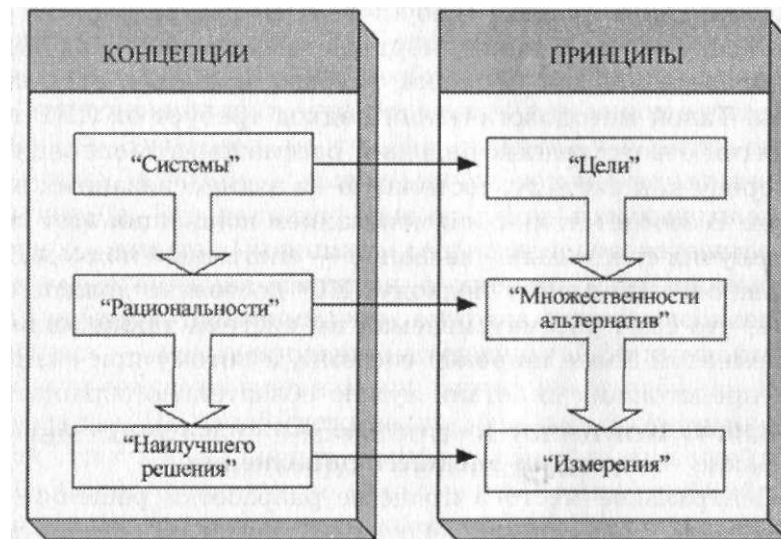 КОНЦЕПЦИИ
“Системы”
“Рациональности”
“Наилучшего
решения”
ПРИНЦИПЫ
“Цели”
“Множественности
альтернатив”
“Измерения”